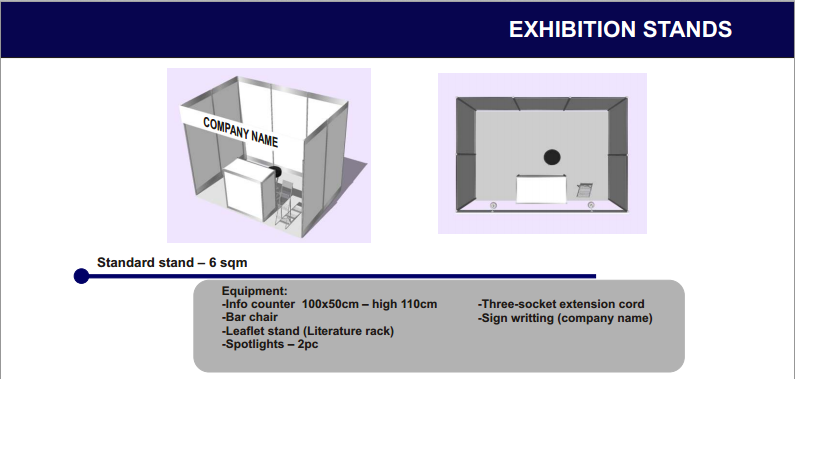 EXHIBITION STANDS
COMPANY NAME
Standard stand – 6 sqm
Equipment:
-Info counter  100x50cm – high 110cm
-Bar chair
-Leaflet stand (Literature rack)
-Spotlights – 2pc
-Three-socket extension cord
-Sign writting (company name)